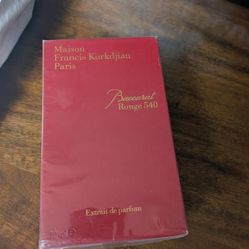 Maison
Francis Kurkdjian
Paris
Baccarat
Rouge 540
Extrait de parfum